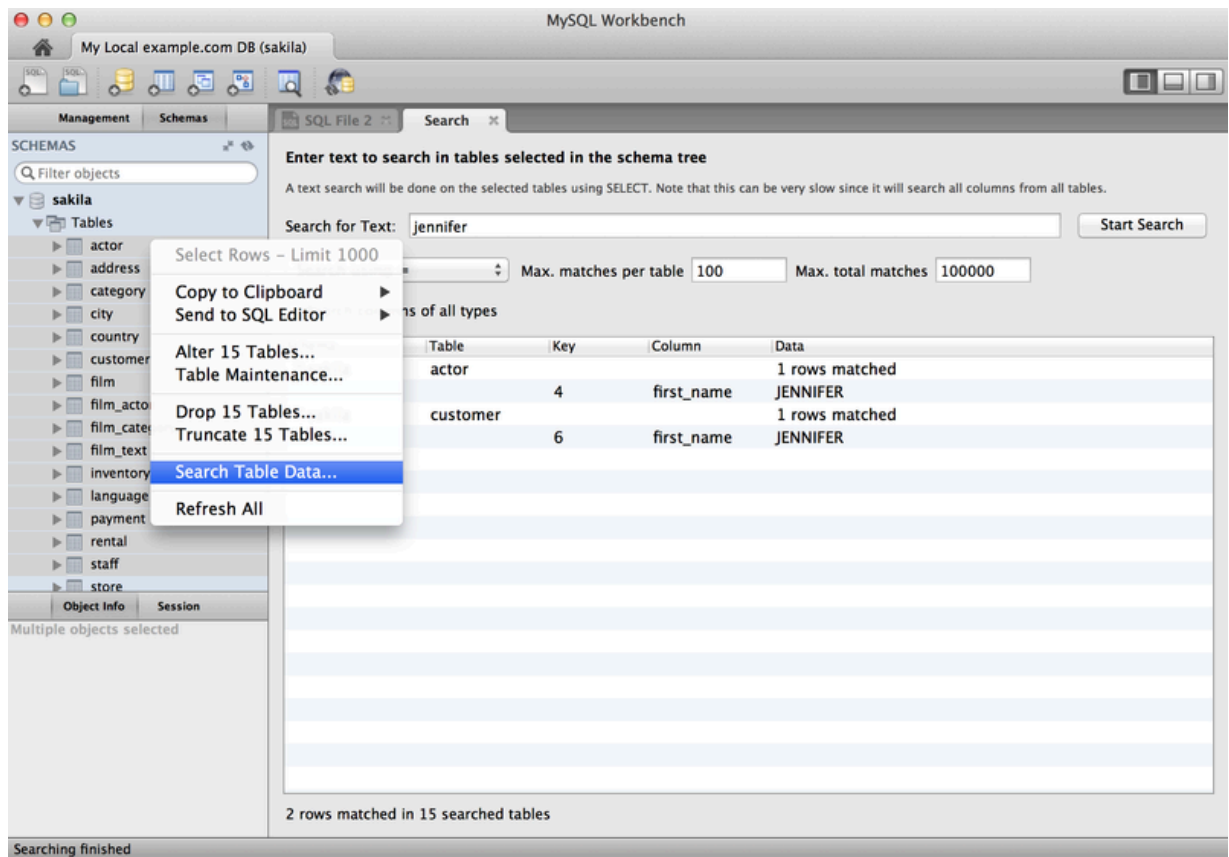 MySQL Workbench
My Local example.com DB (sakila)
SQL SQL
Management Schemas
SQL File 2 Search
SCHEMAS
Filter objects
sakila
Tables
actor
address
category
city
country
customer
film
film_acto
film_categ
film_text
inventory
language
payment
rental
staff
store
Object Info Session
Multiple objects selected
Select Rows – Limit 1000
Copy to Clipboard
Send to SQL Editor
Alter 15 Tables...
Table Maintenance...
Drop 15 Tables...
Truncate 15 Tables...
Search Table Data...
Refresh All
Enter text to search in tables selected in the schema tree
A text search will be done on the selected tables using SELECT. Note that this can be very slow since it will search all columns from all tables.
Search for Text: jennifer Start Search
Max. matches per table 100 Max. total matches 100000
of all types
Table Key Column Data
actor 1 rows matched
4 first_name JENNIFER
customer 1 rows matched
6 first_name JENNIFER
2 rows matched in 15 searched tables
Searching finished